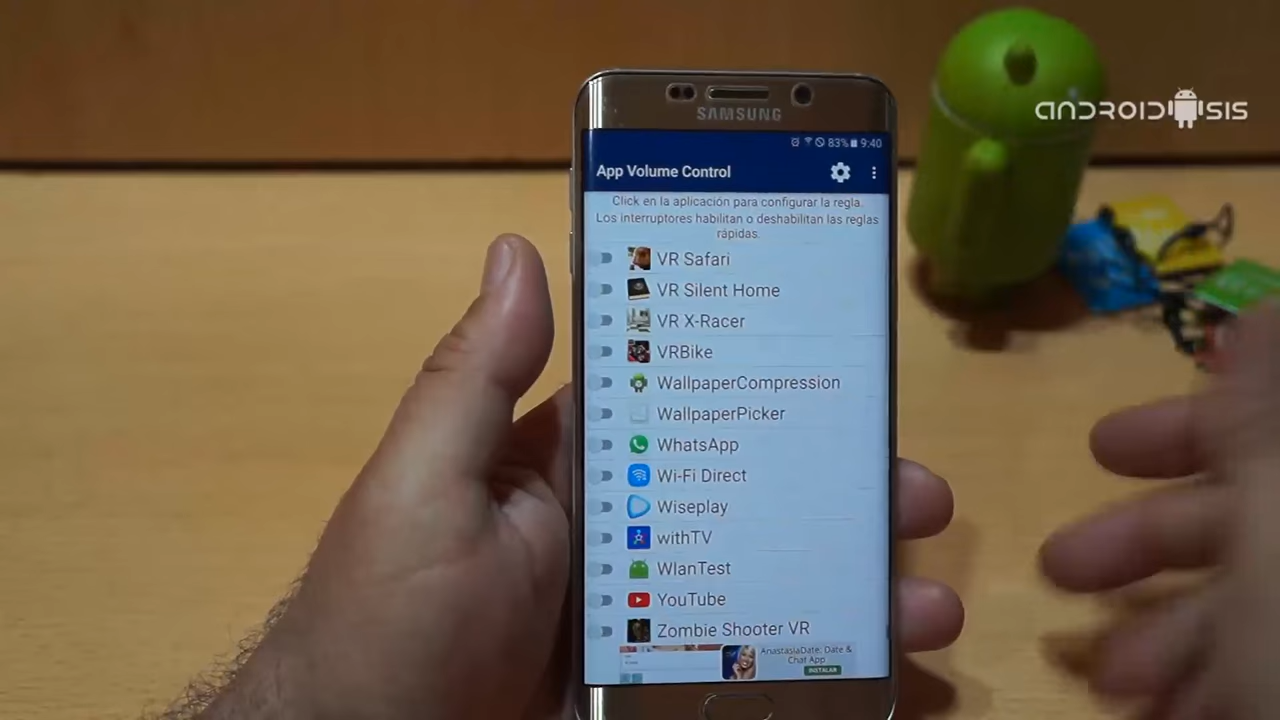 ANDROIDSIS
SAMSUNG
83% 9:40
App Volume Control
Click en la aplicación para configurar la regla.
Los interruptores habilitan o deshabilitan las reglas
rápidas.
VR Safari
VR Silent Home
VR X-Racer
VRBike
WallpaperCompression
WallpaperPicker
WhatsApp
Wi-Fi Direct
Wiseplay
withTV
WlanTest
YouTube
Zombie Shooter VR
AnastasiaDate: Date &
Chat App
INSTALAR